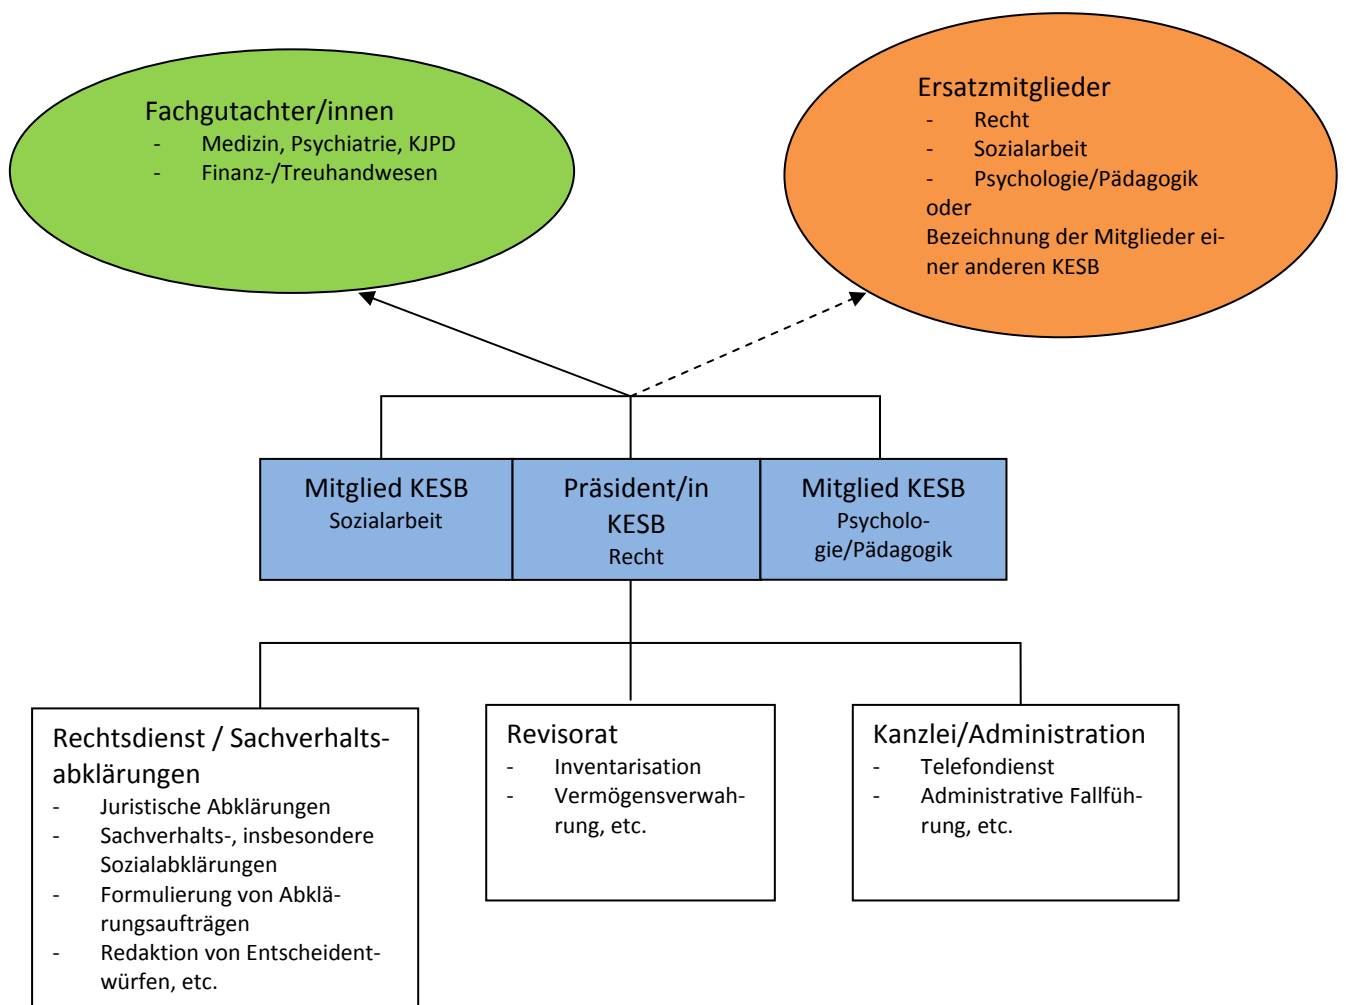 Fachgutachter/innen
- Medizin, Psychiatrie, KJPD
- Finanz-/Treuhandwesen
Ersatzmitglieder
- Recht
- Sozialarbeit
- Psychologie/Pädagogik
oder
Bezeichnung der Mitglieder ei-
ner anderen KESB
Mitglied KESB
Sozialarbeit
Präsident/in
KESB
Recht
Mitglied KESB
Psycholo-
gie/Pädagogik
Rechtsdienst / Sachverhalts-
abklärungen
- Juristische Abklärungen
- Sachverhalts-, insbesondere
Sozialabklärungen
- Formulierung von Abklä-
rungsaufträgen
- Redaktion von Entscheident-
würfen, etc.
Revisorat
- Inventarisation
- Vermögensverwah-
rung, etc.
Kanzlei/Administration
- Telefondienst
- Administrative Fallfüh-
rung, etc.